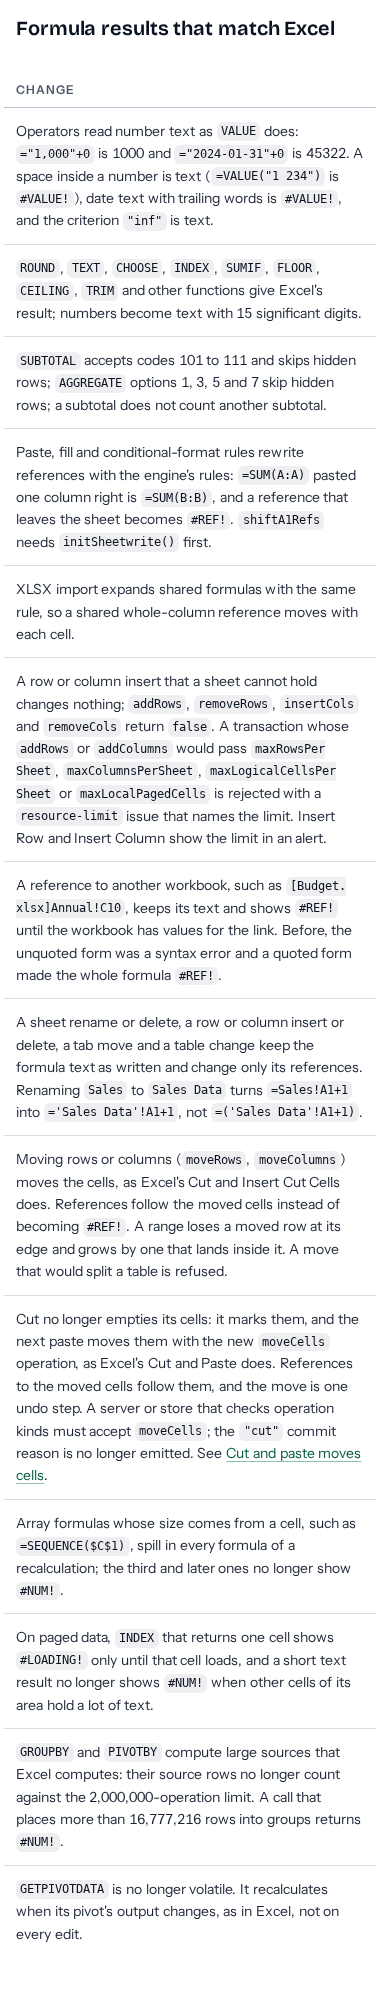 Formula results that match Excel
CHANGE
Operators read number text as VALUE does:
="1,000"+0 is 1000 and ="2024-01-31"+0 is 45322. A
space inside a number is text (=VALUE("1 234") is
#VALUE!), date text with trailing words is #VALUE!,
and the criterion "inf" is text.
ROUND, TEXT, CHOOSE, INDEX, SUMIF, FLOOR,
CEILING, TRIM and other functions give Excel's
result; numbers become text with 15 significant digits.
SUBTOTAL accepts codes 101 to 111 and skips hidden
rows; AGGREGATE options 1, 3, 5 and 7 skip hidden
rows; a subtotal does not count another subtotal.
Paste, fill and conditional-format rules rewrite
references with the engine's rules: =SUM(A:A) pasted
one column right is =SUM(B:B), and a reference that
leaves the sheet becomes #REF!. shiftA1Refs
needs initSheetwrite() first.
XLSX import expands shared formulas with the same
rule, so a shared whole-column reference moves with
each cell.
A row or column insert that a sheet cannot hold
changes nothing; addRows, removeRows, insertCols
and removeCols return false. A transaction whose
addRows or addColumns would pass maxRowsPer
Sheet, maxColumnsPerSheet, maxLogicalCellsPer
Sheet or maxLocalPagedCells is rejected with a
resource-limit issue that names the limit. Insert
Row and Insert Column show the limit in an alert.
A reference to another workbook, such as [Budget.
xlsx]Annual!C10, keeps its text and shows #REF!
until the workbook has values for the link. Before, the
unquoted form was a syntax error and a quoted form
made the whole formula #REF!.
A sheet rename or delete, a row or column insert or
delete, a tab move and a table change keep the
formula text as written and change only its references.
Renaming Sales to Sales Data turns =Sales!A1+1
into ='Sales Data'!A1+1, not =('Sales Data'!A1+1).
Moving rows or columns (moveRows, moveColumns)
moves the cells, as Excel's Cut and Insert Cut Cells
does. References follow the moved cells instead of
becoming #REF!. A range loses a moved row at its
edge and grows by one that lands inside it. A move
that would split a table is refused.
Cut no longer empties its cells: it marks them, and the
next paste moves them with the new moveCells
operation, as Excel's Cut and Paste does. References
to the moved cells follow them, and the move is one
undo step. A server or store that checks operation
kinds must accept moveCells; the "cut" commit
reason is no longer emitted. See Cut and paste moves
cells.
Array formulas whose size comes from a cell, such as
=SEQUENCE($C$1), spill in every formula of a
recalculation; the third and later ones no longer show
#NUM!.
On paged data, INDEX that returns one cell shows
#LOADING! only until that cell loads, and a short text
result no longer shows #NUM! when other cells of its
area hold a lot of text.
GROUPBY and PIVOTBY compute large sources that
Excel computes: their source rows no longer count
against the 2,000,000-operation limit. A call that
places more than 16,777,216 rows into groups returns
#NUM!.
GETPIVOTDATA is no longer volatile. It recalculates
when its pivot's output changes, as in Excel, not on
every edit.